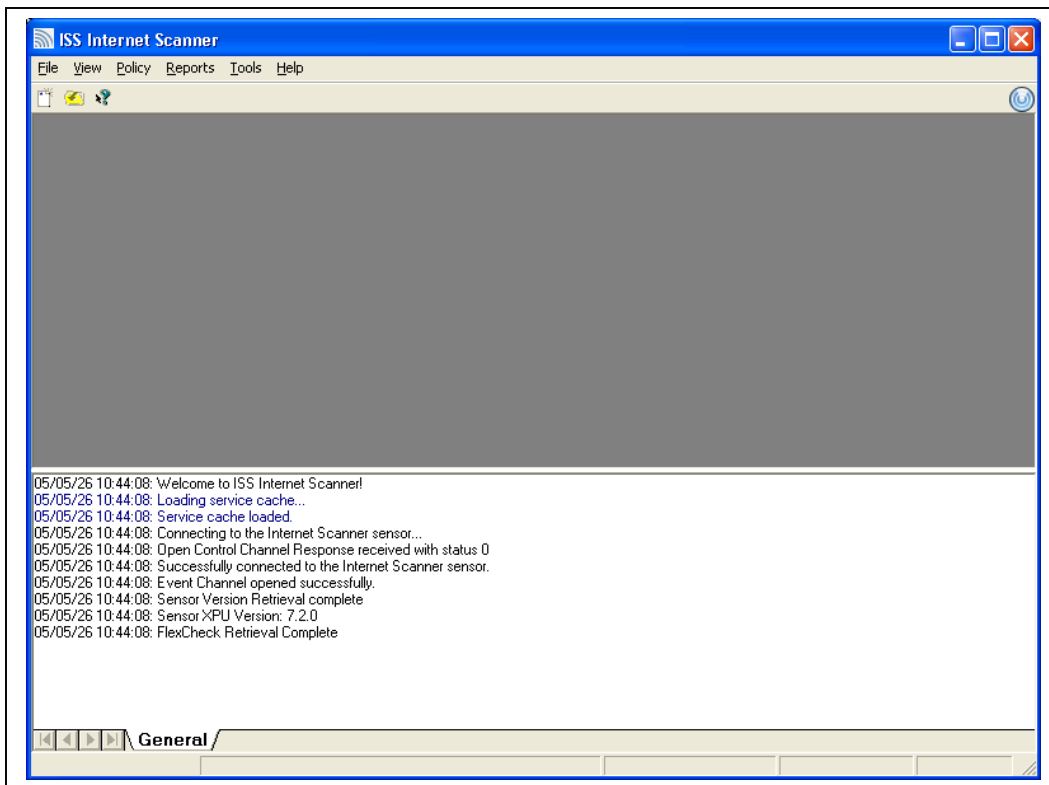 ISS Internet Scanner
File View Policy Reports Tools Help
05/05/26 10:44:08: Welcome to ISS Internet Scanner!
05/05/26 10:44:08: Loading service cache...
05/05/26 10:44:08: Service cache loaded.
05/05/26 10:44:08: Connecting to the Internet Scanner sensor...
05/05/26 10:44:08: Open Control Channel Response received with status 0
05/05/26 10:44:08: Successfully connected to the Internet Scanner sensor.
05/05/26 10:44:08: Event Channel opened successfully.
05/05/26 10:44:08: Sensor Version Retrieval complete
05/05/26 10:44:08: Sensor XPU Version: 7.2.0
05/05/26 10:44:08: FlexCheck Retrieval Complete
General